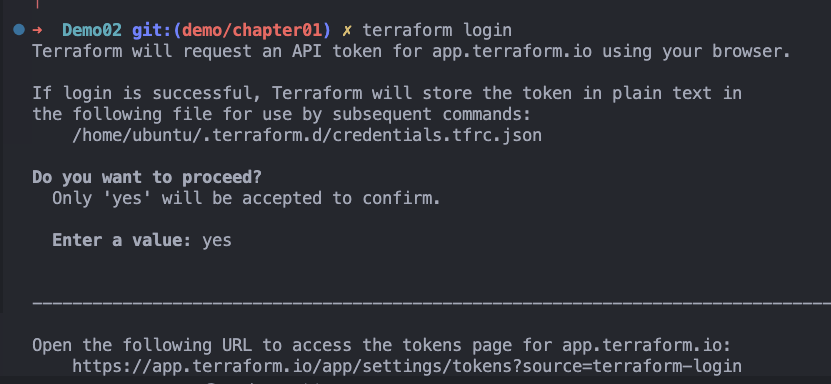 ➜ Demo02 git:(demo/chapter01) ✗ terraform login
Terraform will request an API token for app.terraform.io using your browser.
If login is successful, Terraform will store the token in plain text in
the following file for use by subsequent commands:
/home/ubuntu/.terraform.d/credentials.tfrc.json
Do you want to proceed?
Only 'yes' will be accepted to confirm.
Enter a value: yes
Open the following URL to access the tokens page for app.terraform.io:
https://app.terraform.io/app/settings/tokens?source=terraform-login